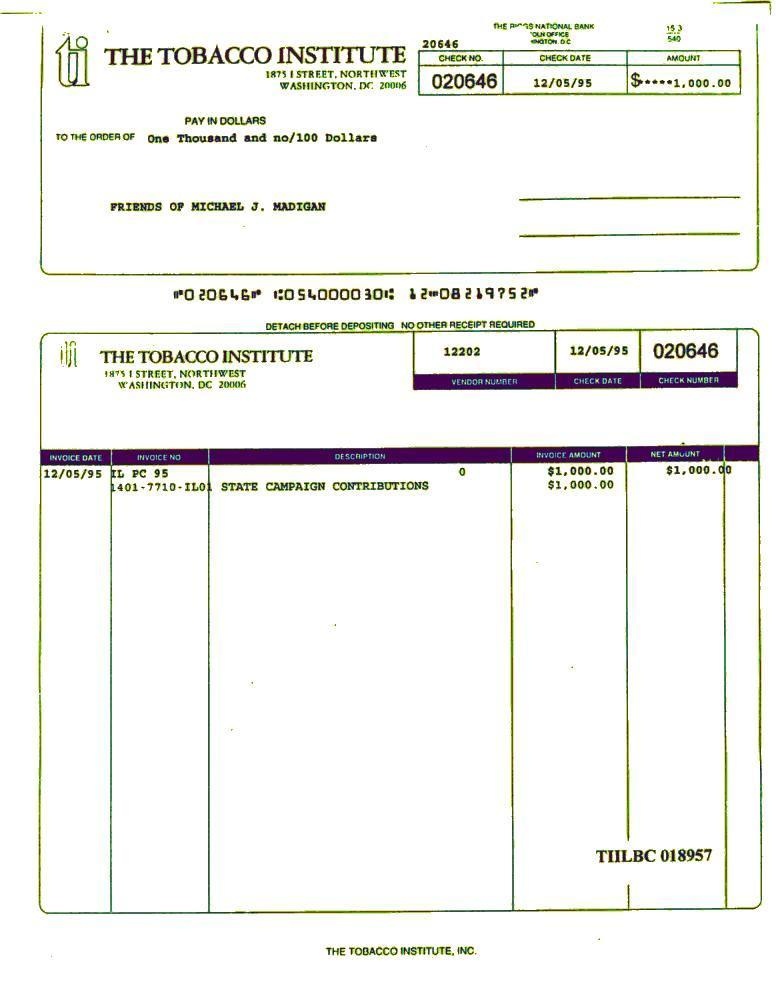 THE NATIONAL BANK
OFFICE
D C
15 3
540
ti THE TOBACCO INSTITUTE
1875 I STREET, NORTHWEST
WASHINGTON, DC 20006
20646
CHECK NO. CHECK DATE AMOUNT
020646 12/05/95 $*****1,000.00
PAY IN DOLLARS
TO THE ORDER OF One Thousand and no/100 Dollars
FRIENDS OF MICHAEL J. MADIGAN
⑈020646⑈ ⑆054000030⑆ 12⑉08219752⑈
DETACH BEFORE DEPOSITING NO OTHER RECEIPT REQUIRED
THE TOBACCO INSTITUTE
1875 I STREET, NORTHWEST
WASHINGTON, DC 20006
12202 12/05/95 020646
VENDOR NUMBER CHECK DATE CHECK NUMBER
INVOICE DATE INVOICE NO DESCRIPTION INVOICE AMOUNT NET AMOUNT
12/05/95 IL PC 95 0 $1,000.00 $1,000.00
1401-7710-IL01 STATE CAMPAIGN CONTRIBUTIONS $1,000.00
TIILBC 018957
THE TOBACCO INSTITUTE, INC.